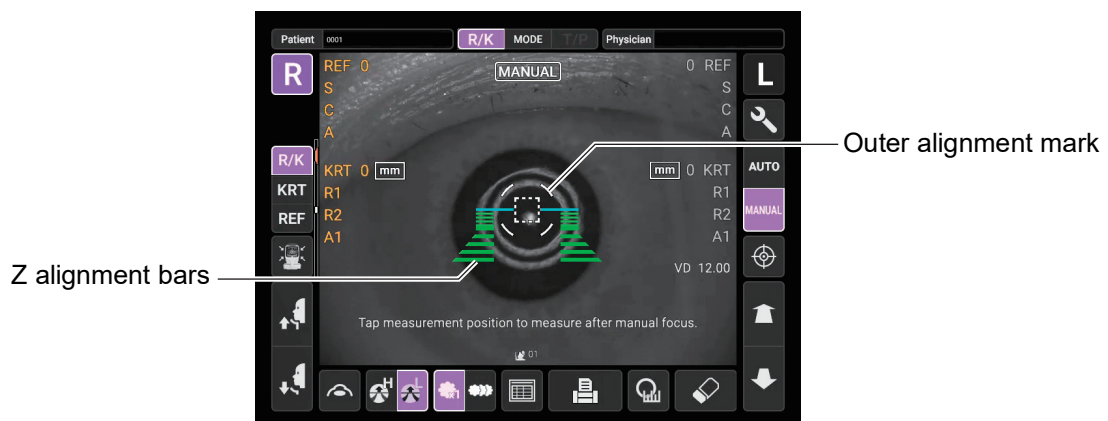 Patient 0001 R/K MODE T/P Physician
R REF 0 MANUAL 0 REF L
S S
C C
A A
Outer alignment mark
R/K KRT 0 mm mm 0 KRT AUTO
KRT R1 R1
REF R2 R2 MANUAL
A1 A1
Z alignment bars
VD 12.00
Tap measurement position to measure after manual focus.
01
H L